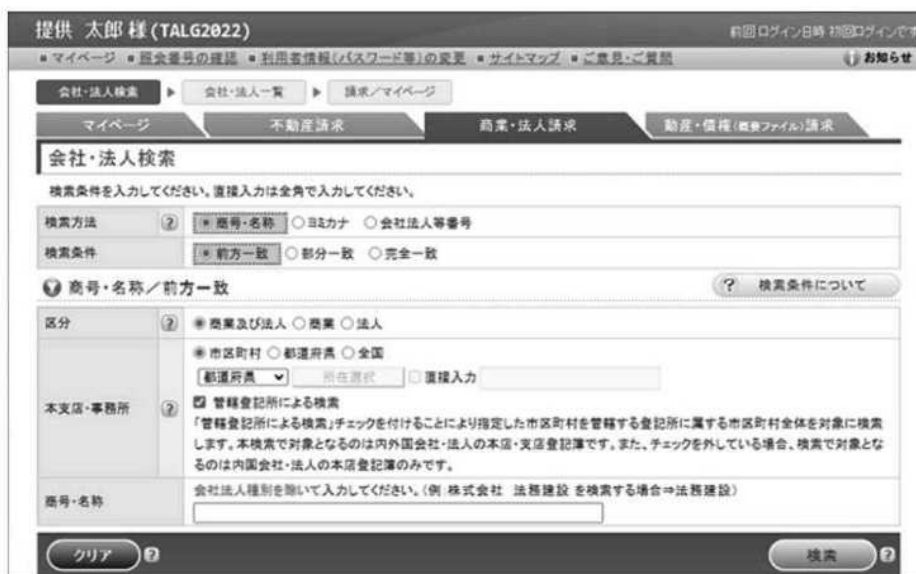 提供 太郎 様(TALG2022)
前回ログイン日時 初回ログインです
マイページ 照会番号の確認 利用者情報(パスワード等)の変更 サイトマップ ご意見・ご質問
お知らせ
会社・法人検索 ▶ 会社・法人一覧 ▶ 請求/マイページ
マイページ 不動産請求 商業・法人請求 動産・債権(概要ファイル)請求
会社・法人検索
検索条件を入力してください。直接入力は全角で入力してください。
検索方法 ? 商号・名称 ヨミカナ 会社法人等番号
検索条件 ? 前方一致 部分一致 完全一致
商号・名称/前方一致
? 検索条件について
区分 ? 商業及び法人 商業 法人
市区町村 都道府県 全国
都道府県 所在選択 直接入力
本支店・事務所 ?
管轄登記所による検索
「管轄登記所による検索」チェックを付けることにより指定した市区町村を管轄する登記所に属する市区町村全体を対象に検索
します。本検索で対象となるのは内外国会社・法人の本店・支店登記簿です。また、チェックを外している場合、検索で対象とな
るのは内国会社・法人の本店登記簿のみです。
商号・名称
会社法人種別を除いて入力してください。(例 株式会社 法務建設 を検索する場合⇒法務建設)
クリア ? 検索 ?